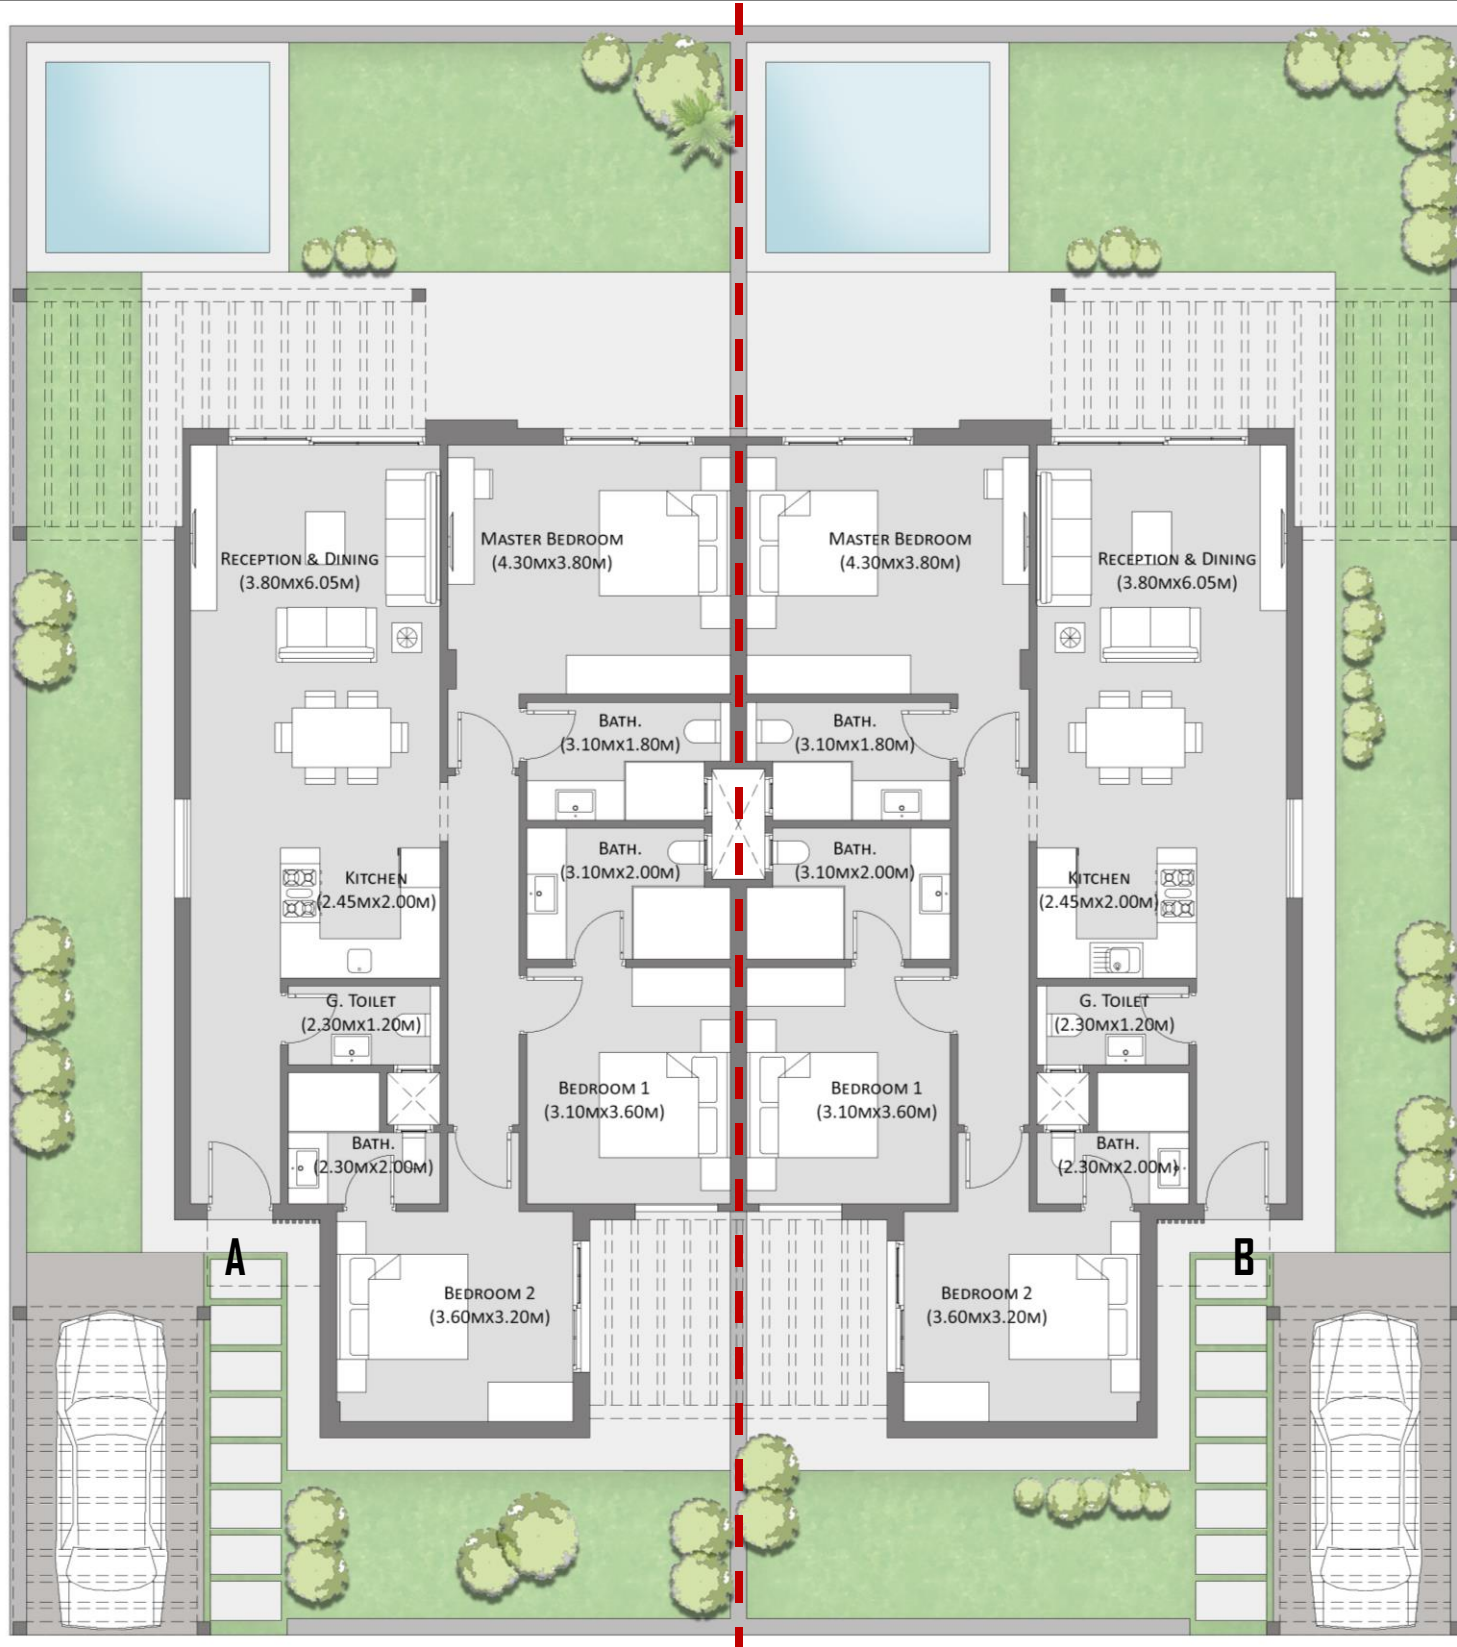 MASTER BEDROOM
(4.30MX3.80M)
MASTER BEDROOM
(4.30MX3.80M)
RECEPTION & DINING
(3.80MX6.05M)
RECEPTION & DINING
(3.80MX6.05M)
BATH.
(3.10MX1.80M)
BATH.
(3.10MX1.80M)
BATH.
(3.10MX2.00M)
BATH.
(3.10MX2.00M)
KITCHEN
(2.45MX2.00M)
KITCHEN
(2.45MX2.00M)
G. TOILET
(2.30MX1.20M)
G. TOILET
(2.30MX1.20M)
BEDROOM 1
(3.10MX3.60M)
BEDROOM 1
(3.10MX3.60M)
BATH.
(2.30MX2.00M)
BATH.
(2.30MX2.00M)
A
B
BEDROOM 2
(3.60MX3.20M)
BEDROOM 2
(3.60MX3.20M)